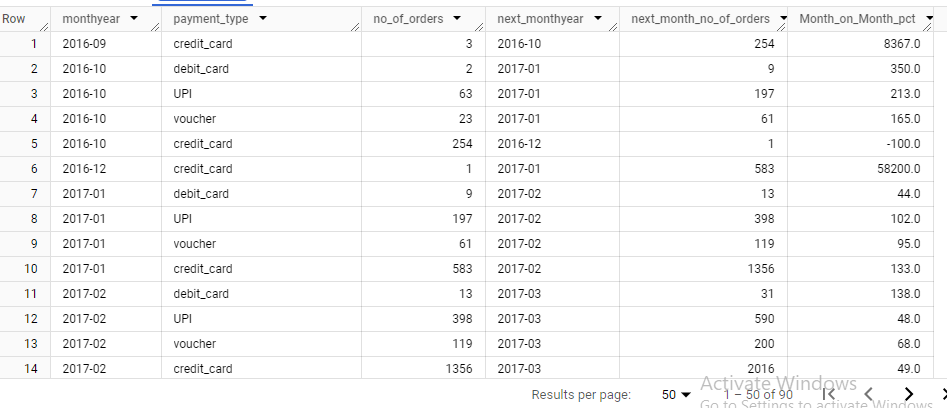 Row monthyear payment_type no_of_orders next_monthyear next_month_no_of_orders Month_on_Month_pct
1 2016-09 credit_card 3 2016-10 254 8367.0
2 2016-10 debit_card 2 2017-01 9 350.0
3 2016-10 UPI 63 2017-01 197 213.0
4 2016-10 voucher 23 2017-01 61 165.0
5 2016-10 credit_card 254 2016-12 1 -100.0
6 2016-12 credit_card 1 2017-01 583 58200.0
7 2017-01 debit_card 9 2017-02 13 44.0
8 2017-01 UPI 197 2017-02 398 102.0
9 2017-01 voucher 61 2017-02 119 95.0
10 2017-01 credit_card 583 2017-02 1356 133.0
11 2017-02 debit_card 13 2017-03 31 138.0
12 2017-02 UPI 398 2017-03 590 48.0
13 2017-02 voucher 119 2017-03 200 68.0
14 2017-02 credit_card 1356 2017-03 2016 49.0
Activate Windows
Results per page: 50 1 – 50 of 90
Go to Settings to activate Windows